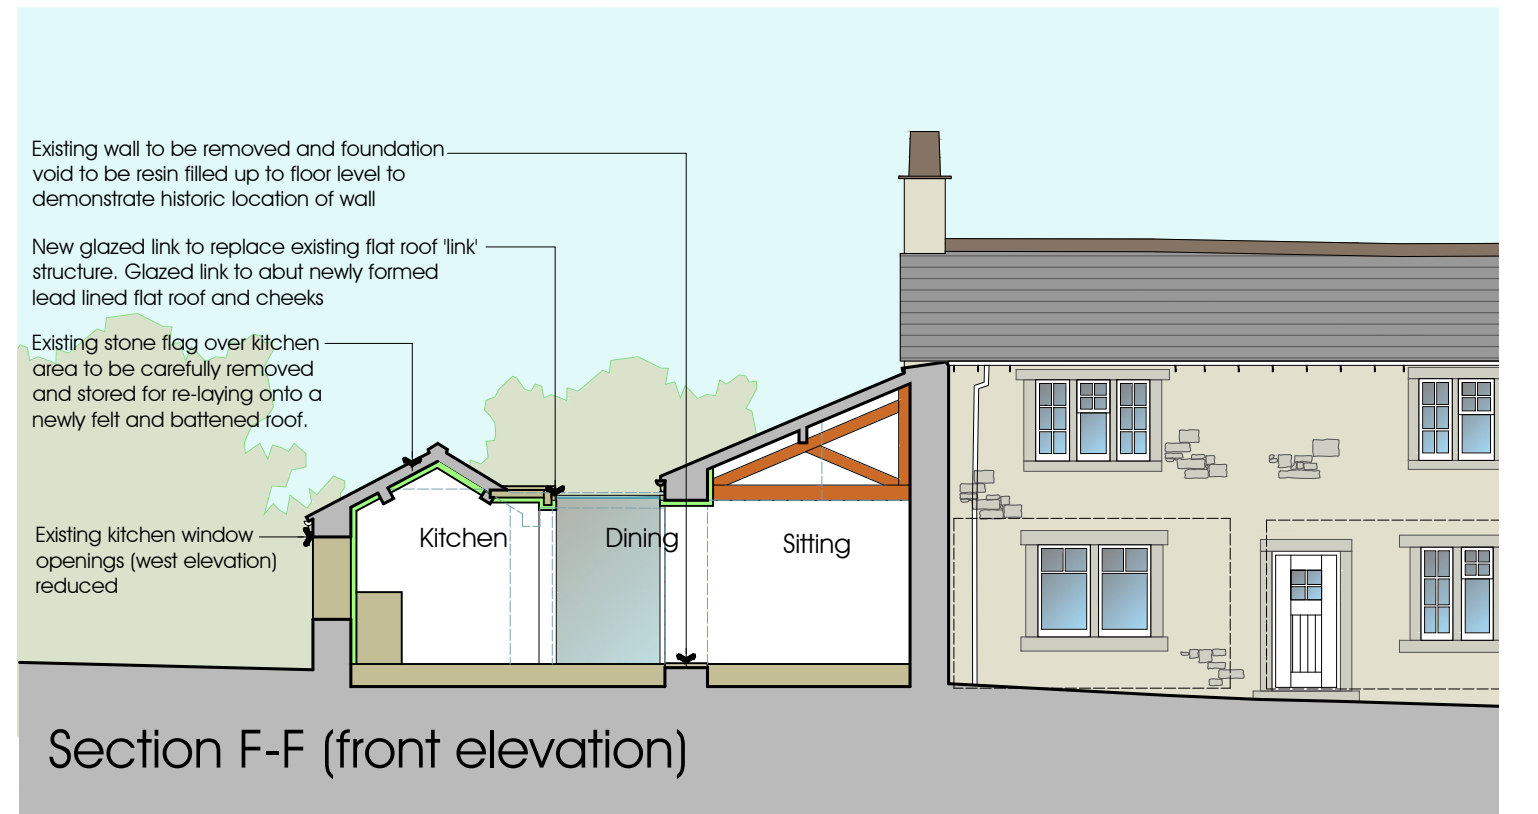 Existing wall to be removed and foundation
void to be resin filled up to floor level to
demonstrate historic location of wall
New glazed link to replace existing flat roof 'link'
structure. Glazed link to abut newly formed
lead lined flat roof and cheeks
Existing stone flag over kitchen
area to be carefully removed
and stored for re-laying onto a
newly felt and battened roof.
Existing kitchen window
openings (west elevation)
reduced
Kitchen
Dining
Sitting
Section F-F (front elevation)